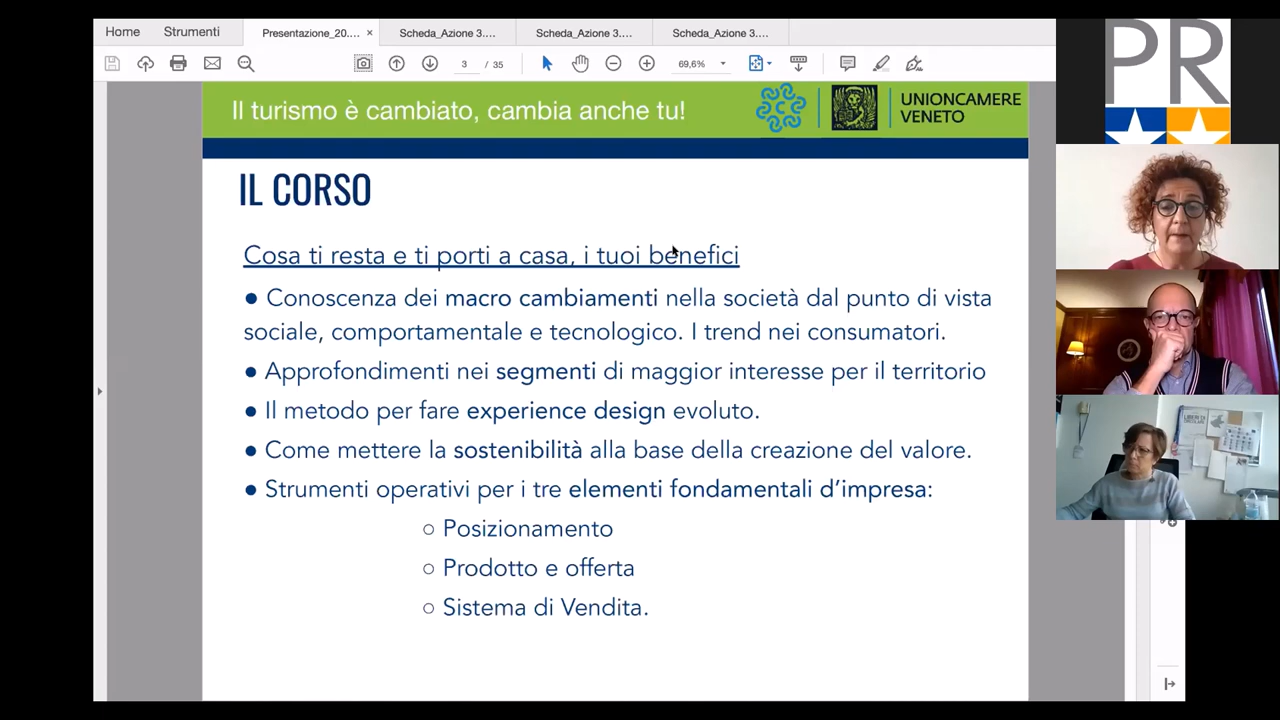 Home Strumenti Presentazione_20.... × Scheda_Azione 3.... Scheda_Azione 3.... Scheda_Azione 3....
3 / 35 69,6%
Il turismo è cambiato, cambia anche tu!
UNIONCAMERE
VENETO
PR
IL CORSO
Cosa ti resta e ti porti a casa, i tuoi benefici
● Conoscenza dei macro cambiamenti nella società dal punto di vista
sociale, comportamentale e tecnologico. I trend nei consumatori.
● Approfondimenti nei segmenti di maggior interesse per il territorio
● Il metodo per fare experience design evoluto.
● Come mettere la sostenibilità alla base della creazione del valore.
● Strumenti operativi per i tre elementi fondamentali d’impresa:
○ Posizionamento
○ Prodotto e offerta
○ Sistema di Vendita.